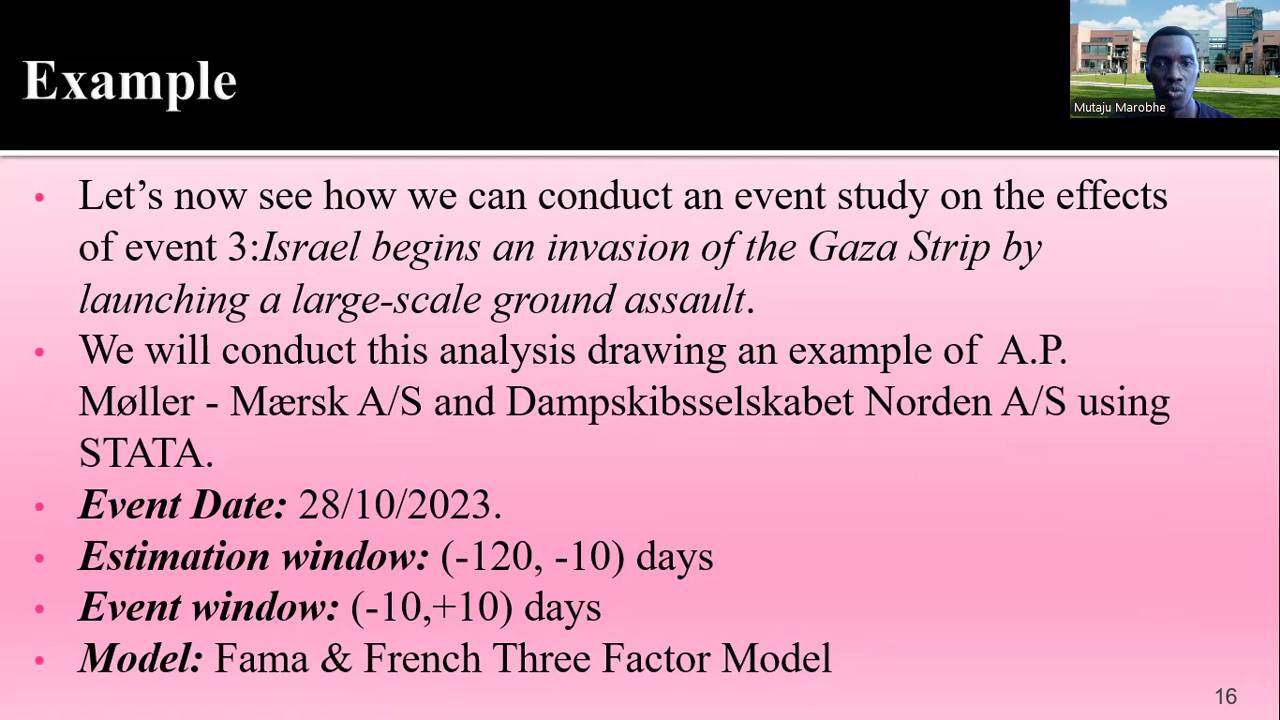 Example
Mutaju Marobhe
• Let’s now see how we can conduct an event study on the effects
of event 3:Israel begins an invasion of the Gaza Strip by
launching a large-scale ground assault.
• We will conduct this analysis drawing an example of A.P.
Møller - Mærsk A/S and Dampskibsselskabet Norden A/S using
STATA.
• Event Date: 28/10/2023.
• Estimation window: (-120, -10) days
• Event window: (-10,+10) days
• Model: Fama & French Three Factor Model
16